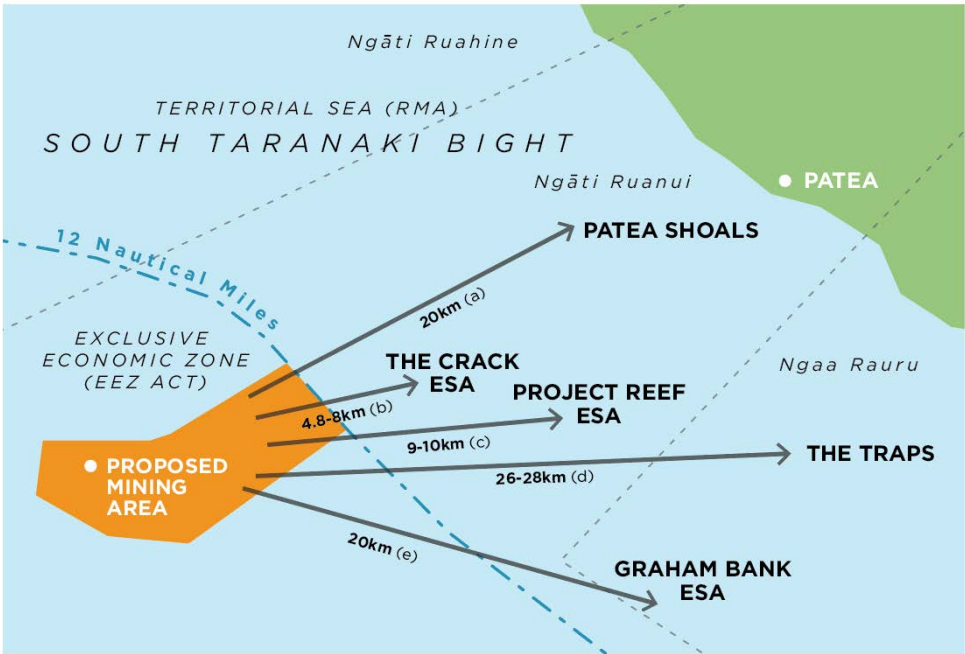 Ngāti Ruahine
TERRITORIAL SEA (RMA)
SOUTH TARANAKI BIGHT
Ngāti Ruanui
PATEA
PATEA SHOALS
12 Nautical Miles
20km (a)
EXCLUSIVE
ECONOMIC ZONE
(EEZ ACT)
THE CRACK
ESA
4.8-8km (b)
Ngaa Rauru
PROJECT REEF
ESA
9-10km (c)
THE TRAPS
26-28km (d)
PROPOSED
MINING
AREA
20km (e)
GRAHAM BANK
ESA